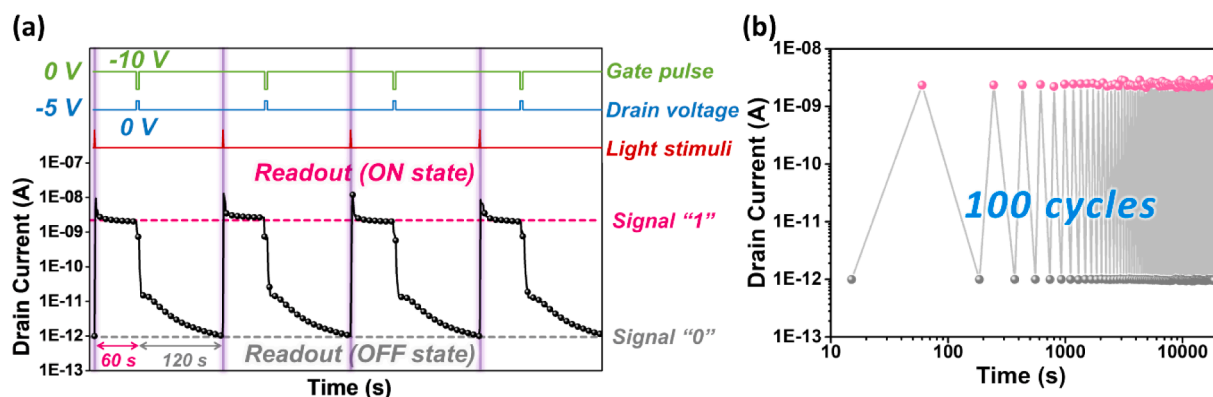 (a)
0 V
-10 V
Gate pulse
-5 V
0 V
Drain voltage
Light stimuli
1E-07
1E-08
1E-09
1E-10
1E-11
1E-12
1E-13
Drain Current (A)
Readout (ON state)
Signal “1”
Readout (OFF state)
Signal “0”
60 s
120 s
Time (s)
(b)
1E-08
1E-09
1E-10
1E-11
1E-12
1E-13
Drain Current (A)
100 cycles
10
100
1000
10000
Time (s)